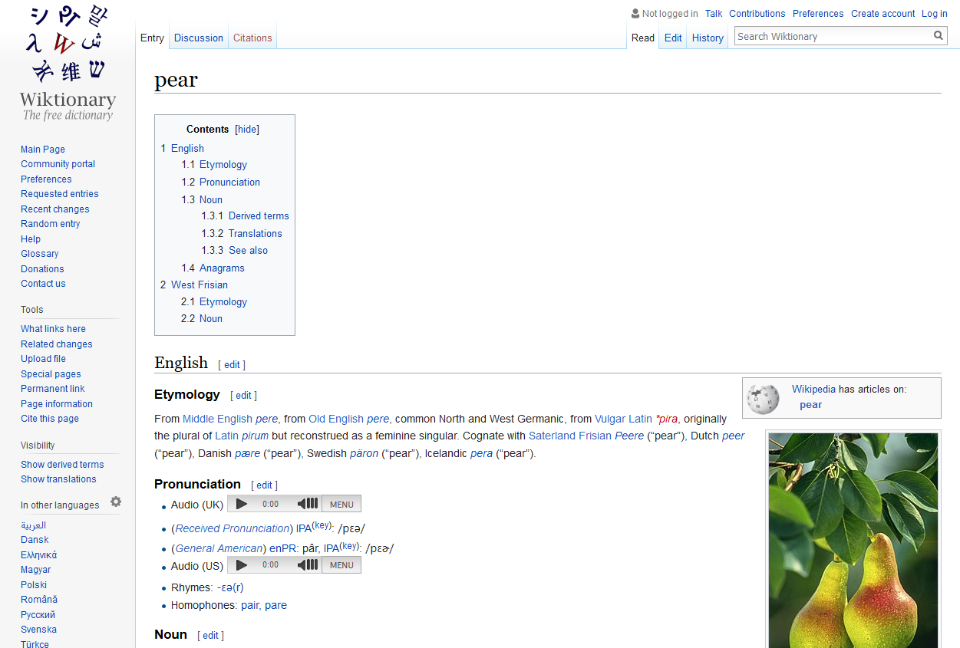 Not logged in Talk Contributions Preferences Create account Log in
Entry Discussion Citations Read Edit History Search Wiktionary
Wiktionary
The free dictionary
Main Page
Community portal
Preferences
Requested entries
Recent changes
Random entry
Help
Glossary
Donations
Contact us
Tools
What links here
Related changes
Upload file
Special pages
Permanent link
Page information
Cite this page
Visibility
Show derived terms
Show translations
In other languages
العربية
Dansk
Ελληνικά
Magyar
Polski
Română
Русский
Svenska
Türkçe
pear
Contents [hide]
1 English
1.1 Etymology
1.2 Pronunciation
1.3 Noun
1.3.1 Derived terms
1.3.2 Translations
1.3.3 See also
1.4 Anagrams
2 West Frisian
2.1 Etymology
2.2 Noun
English [ edit ]
Etymology [ edit ]
From Middle English pere, from Old English pere, common North and West Germanic, from Vulgar Latin *pira, originally
the plural of Latin pirum but reconstrued as a feminine singular. Cognate with Saterland Frisian Peere (“pear”), Dutch peer
(“pear”), Danish pære (“pear”), Swedish päron (“pear”), Icelandic pera (“pear”).
Wikipedia has articles on:
pear
Pronunciation [ edit ]
• Audio (UK) 0:00 MENU
• (Received Pronunciation) IPA(key): /pɛə/
• (General American) enPR: pâr, IPA(key): /pɛɚ/
• Audio (US) 0:00 MENU
• Rhymes: -ɛə(r)
• Homophones: pair, pare
Noun [ edit ]